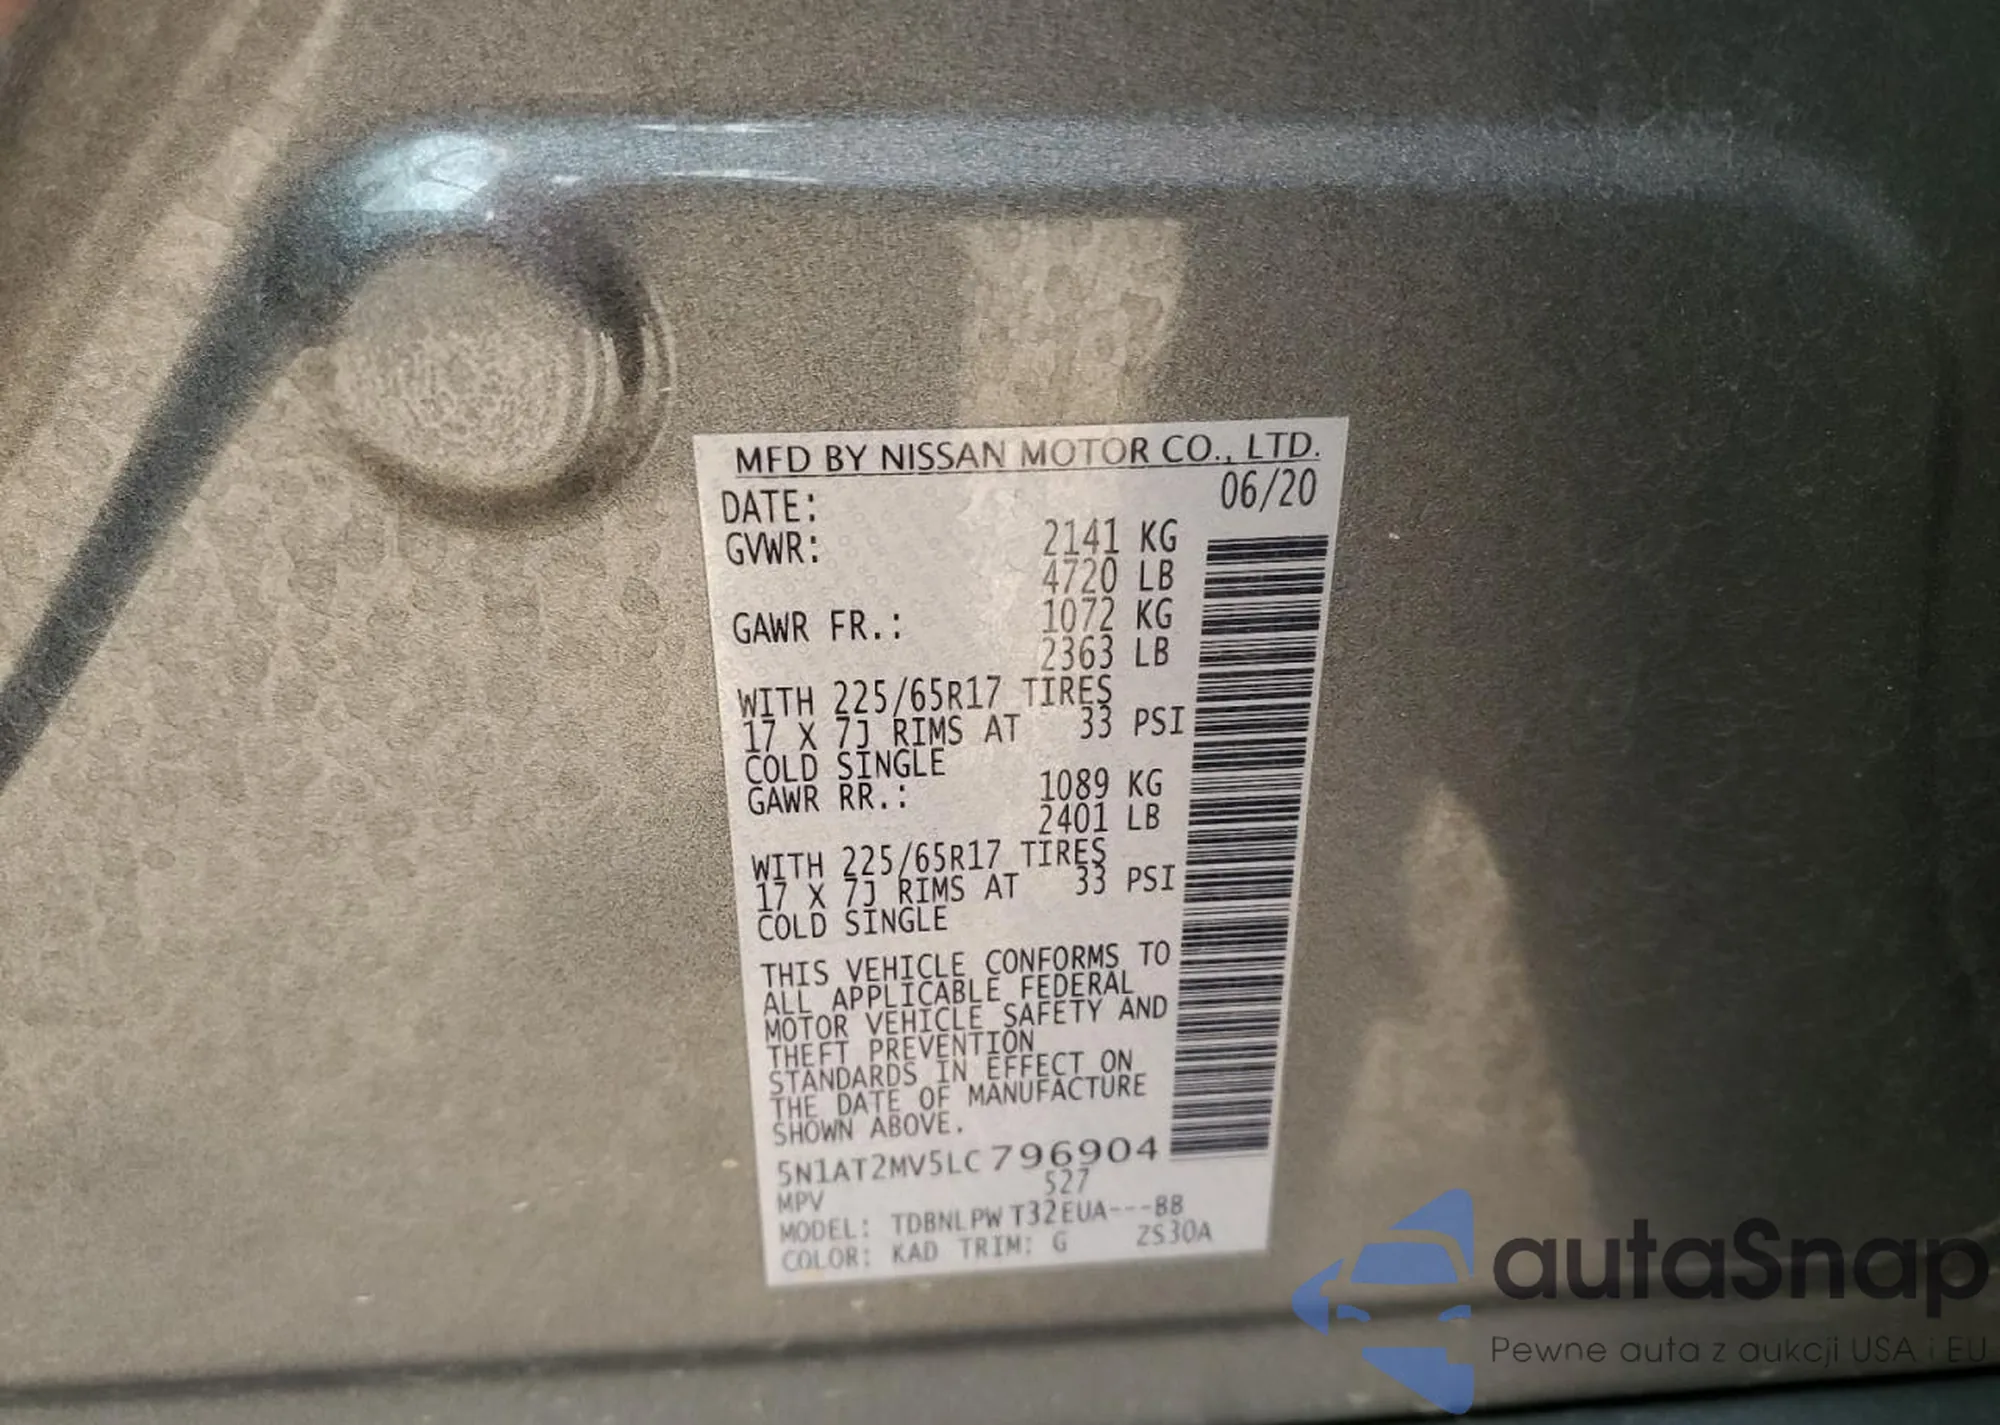 MFD BY NISSAN MOTOR CO., LTD.
DATE: 06/20
GVWR: 2141 KG
4720 LB
GAWR FR.: 1072 KG
2363 LB
WITH 225/65R17 TIRES
17 X 7J RIMS AT 33 PSI
COLD SINGLE
GAWR RR.: 1089 KG
2401 LB
WITH 225/65R17 TIRES
17 X 7J RIMS AT 33 PSI
COLD SINGLE
THIS VEHICLE CONFORMS TO
ALL APPLICABLE FEDERAL
MOTOR VEHICLE SAFETY AND
THEFT PREVENTION
STANDARDS IN EFFECT ON
THE DATE OF MANUFACTURE
SHOWN ABOVE.
5N1AT2MV5LC796904
MPV 527
MODEL: TDBNLPW T32EUA---BB
COLOR: KAD TRIM: G ZS30A
autaSnap
Pewne auta z aukcji USA i EU